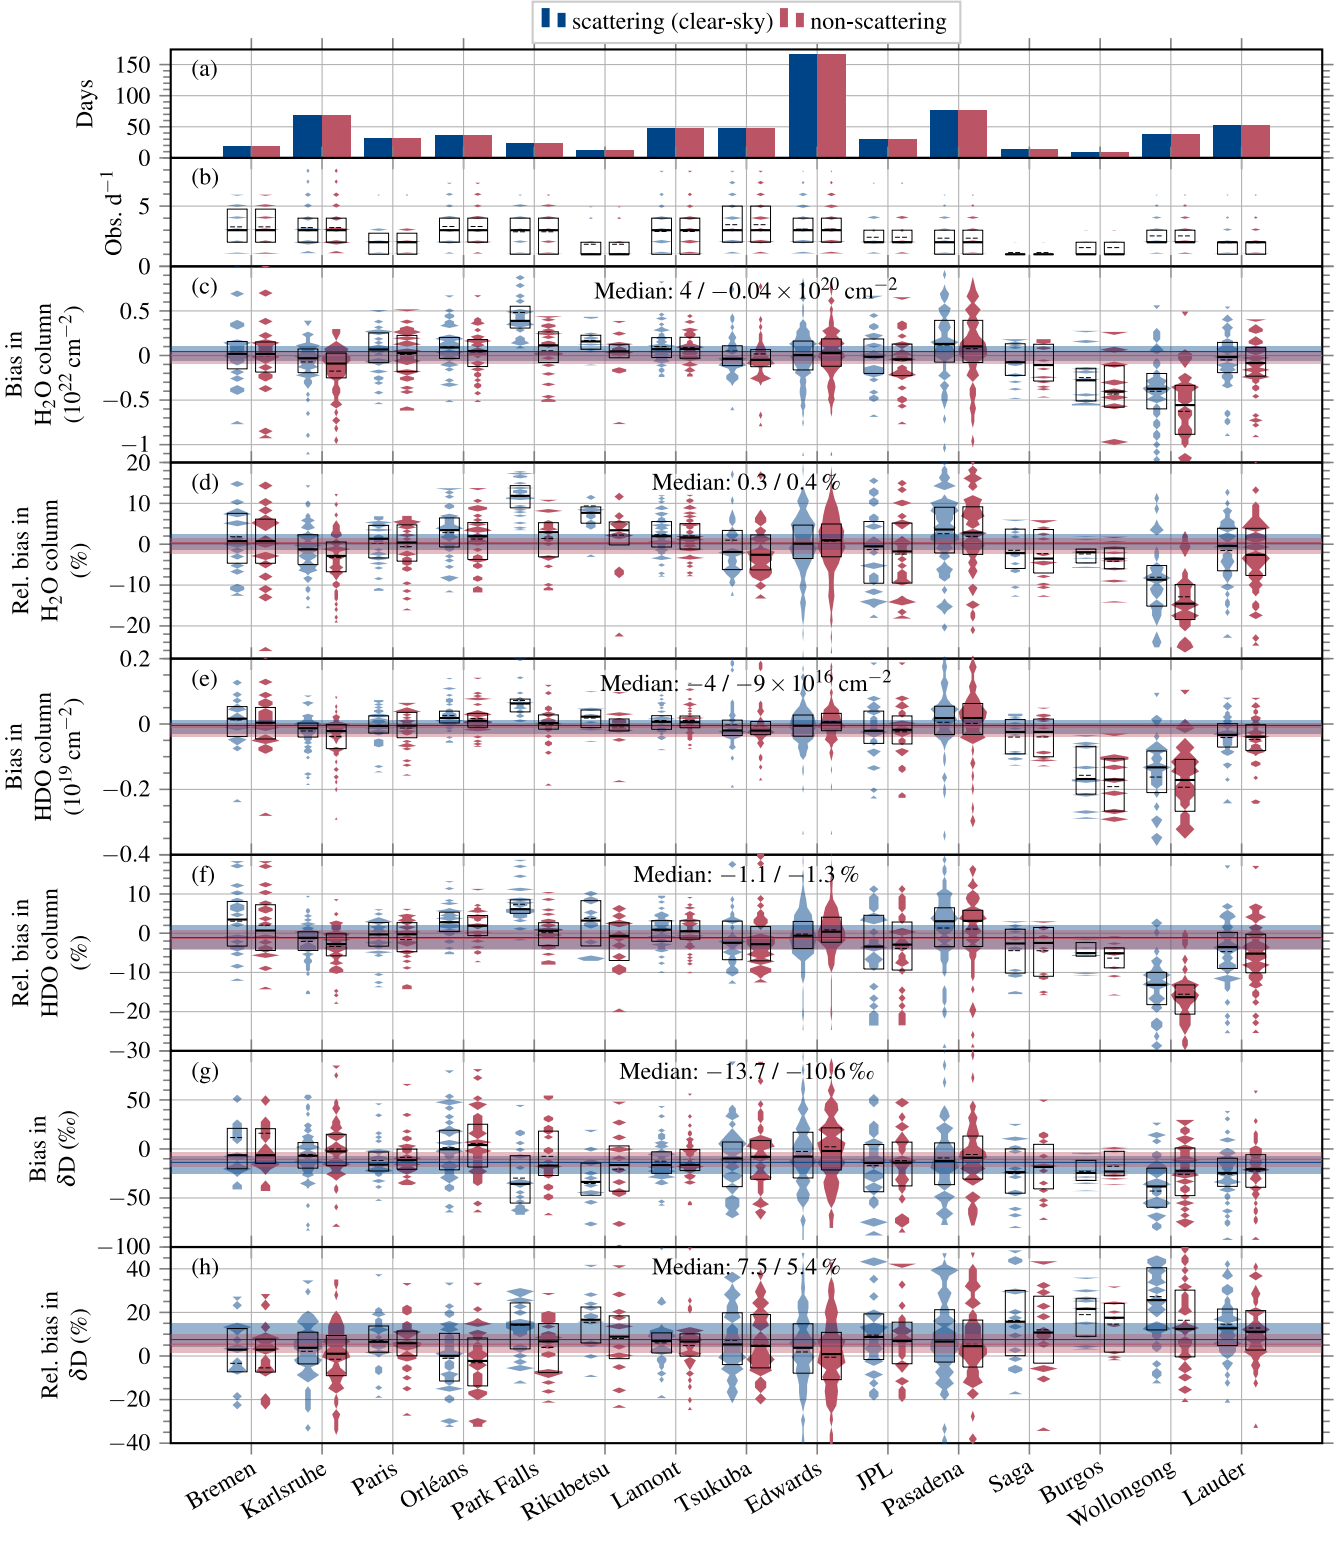 scattering (clear-sky) non-scattering
(a)
Days
150
100
50
0
(b)
Obs. d⁻¹
5
0
(c)
Median: 4 / −0.04 × 10²⁰ cm⁻²
Bias in
H₂O column
(10²² cm⁻²)
0.5
0
−0.5
−1
(d)
Median: 0.3 / 0.4 %
Rel. bias in
H₂O column
(%)
20
10
0
−10
−20
(e)
Median: −4 / −9 × 10¹⁶ cm⁻²
Bias in
HDO column
(10¹⁹ cm⁻²)
0.2
0
−0.2
−0.4
(f)
Median: −1.1 / −1.3 %
Rel. bias in
HDO column
(%)
10
0
−10
−20
−30
(g)
Median: −13.7 / −10.6 ‰
Bias in
δD (‰)
50
0
−50
−100
(h)
Median: 7.5 / 5.4 %
Rel. bias in
δD (%)
40
20
0
−20
−40
Bremen
Karlsruhe
Paris
Orléans
Park Falls
Rikubetsu
Lamont
Tsukuba
Edwards
JPL
Pasadena
Saga
Burgos
Wollongong
Lauder